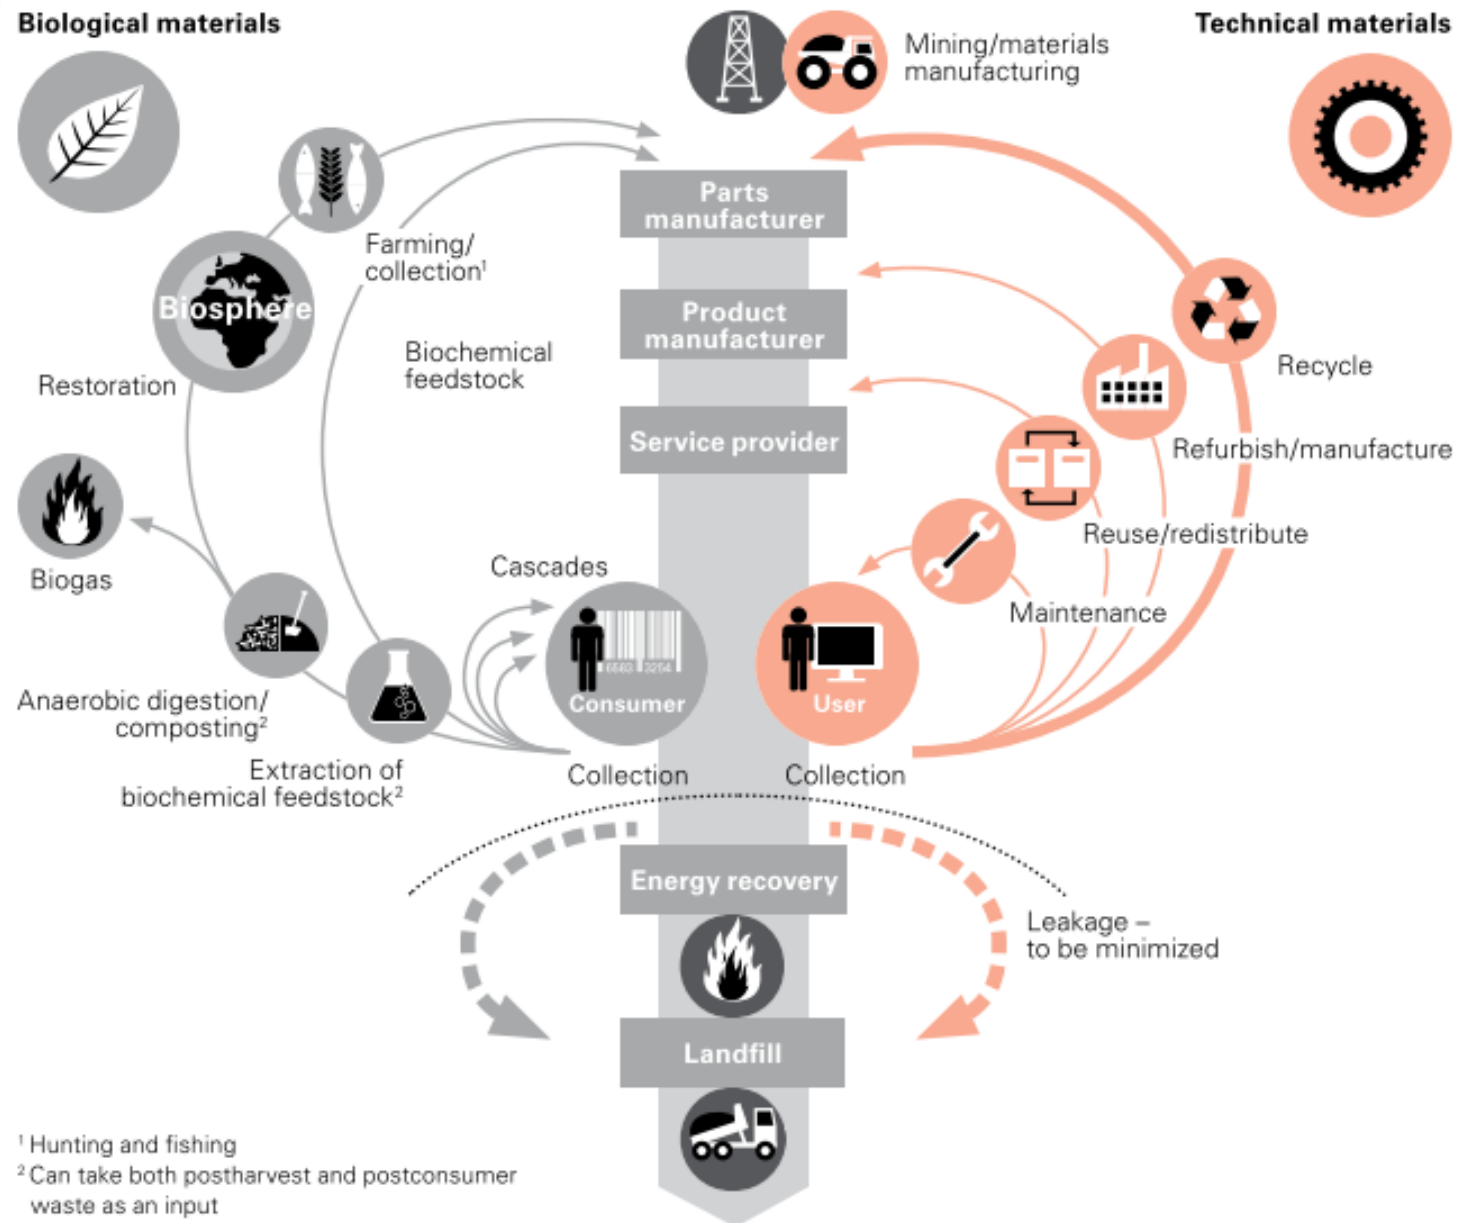 Biological materials
Technical materials
Mining/materials
manufacturing
Parts
manufacturer
Farming/
collection¹
Biosphere
Product
manufacturer
Biochemical
feedstock
Recycle
Restoration
Service provider
Refurbish/manufacture
Reuse/redistribute
Biogas
Cascades
Maintenance
6583 3254
Consumer
User
Anaerobic digestion/
composting²
Extraction of
biochemical feedstock²
Collection
Collection
Energy recovery
Leakage –
to be minimized
Landfill
¹ Hunting and fishing
² Can take both postharvest and postconsumer
waste as an input